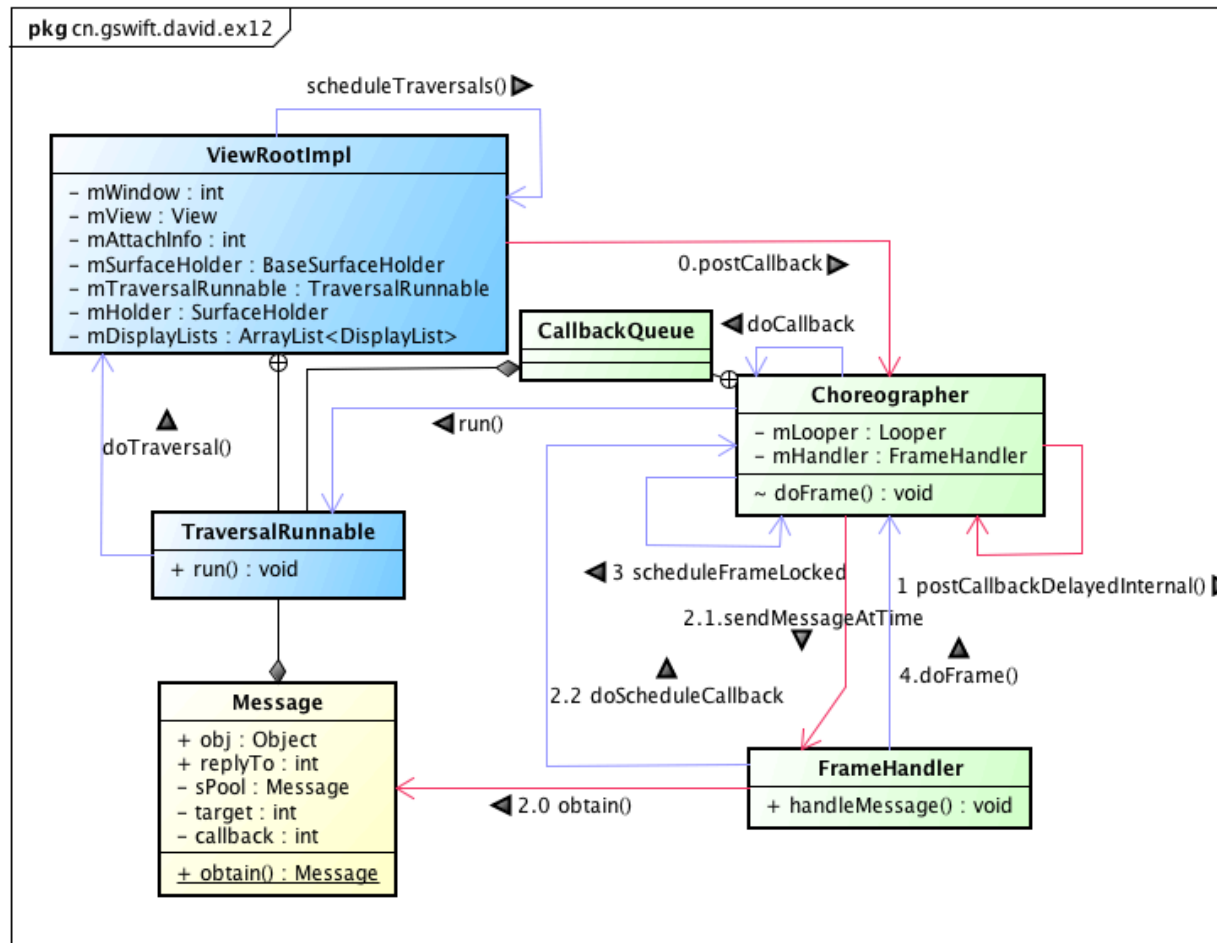 pkg cn.gswift.david.ex12
scheduleTraversals()
ViewRootImpl
- mWindow : int
- mView : View
- mAttachInfo : int
- mSurfaceHolder : BaseSurfaceHolder
- mTraversalRunnable : TraversalRunnable
- mHolder : SurfaceHolder
- mDisplayLists : ArrayList<DisplayList>
0.postCallback
CallbackQueue
doCallback
Choreographer
- mLooper : Looper
- mHandler : FrameHandler
~ doFrame() : void
run()
doTraversal()
TraversalRunnable
+ run() : void
3 scheduleFrameLocked
1 postCallbackDelayedInternal()
2.1.sendMessageAtTime
2.2 doScheduleCallback
4.doFrame()
Message
+ obj : Object
+ replyTo : int
- sPool : Message
- target : int
- callback : int
+ obtain() : Message
2.0 obtain()
FrameHandler
+ handleMessage() : void